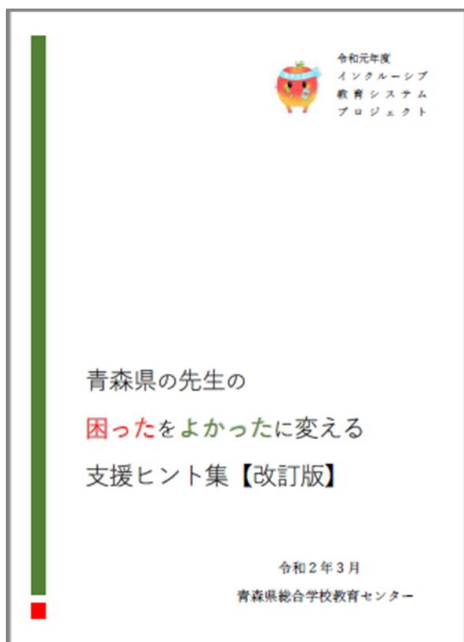 令和元年度
インクルーシブ
教育システム
プロジェクト
青森県の先生の
困ったをよかったに変える
支援ヒント集【改訂版】
令和２年３月
青森県総合学校教育センター